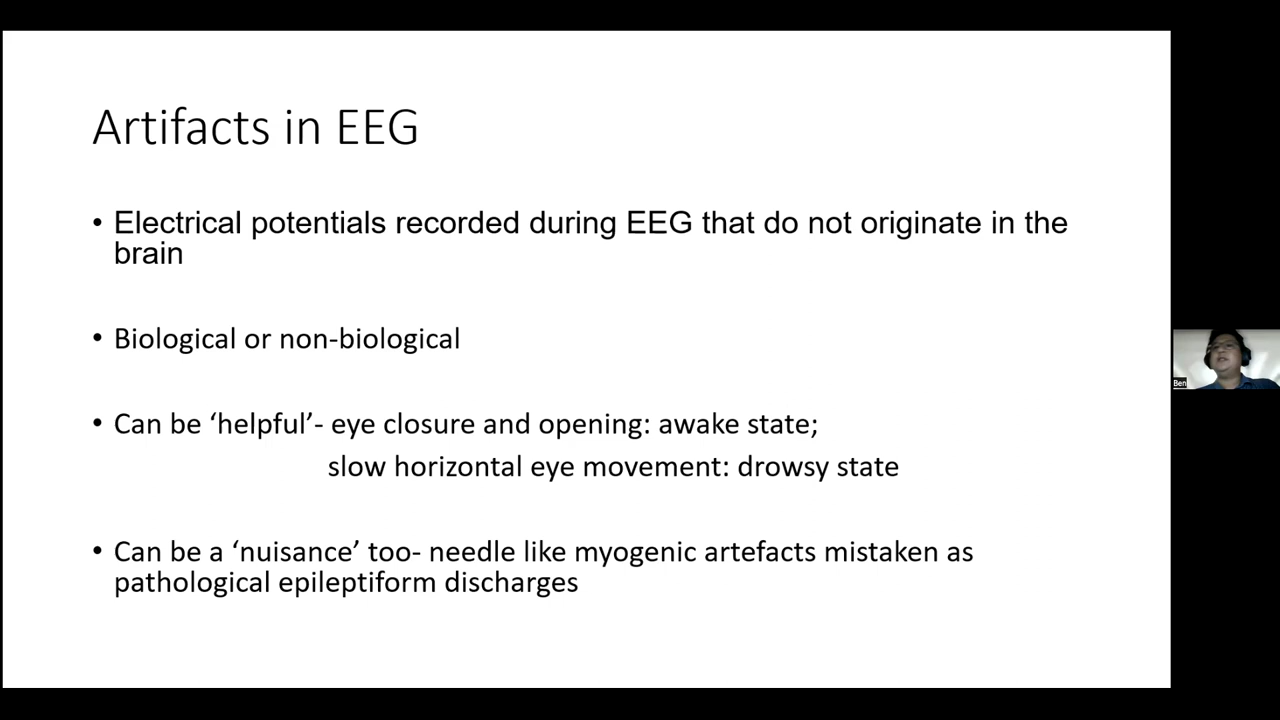 Artifacts in EEG
• Electrical potentials recorded during EEG that do not originate in the
brain
• Biological or non-biological
• Can be ‘helpful’- eye closure and opening: awake state;
slow horizontal eye movement: drowsy state
• Can be a ‘nuisance’ too- needle like myogenic artefacts mistaken as
pathological epileptiform discharges
Ben